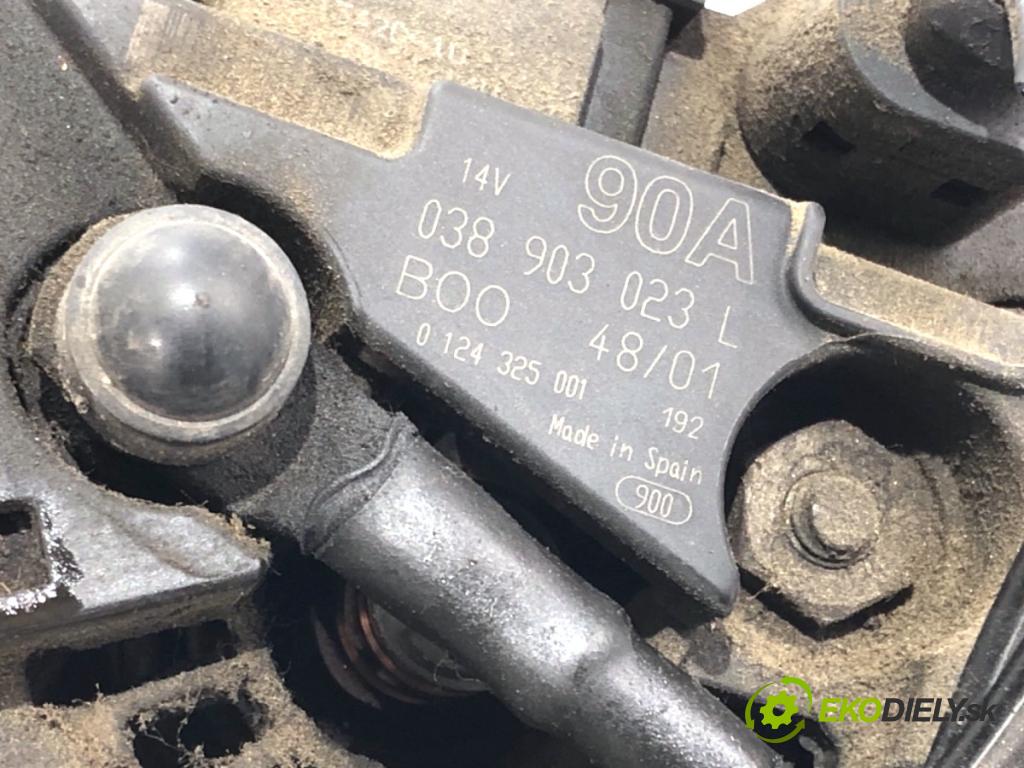 14V 90A
038 903 023 L
BOO 48/01
0 124 325 001 192
Made in Spain
900
EKODIELY.sk